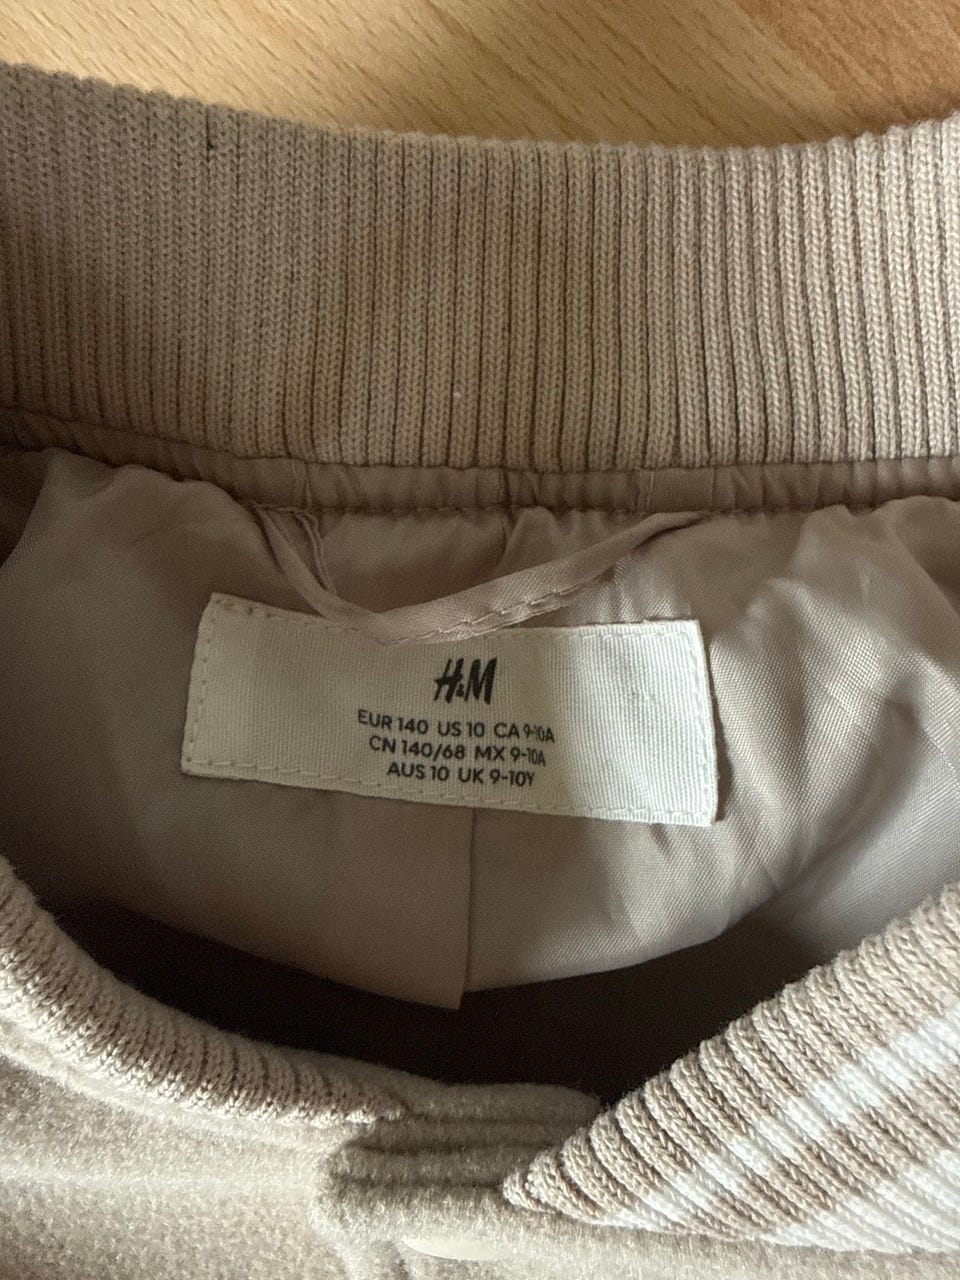 H&M
EUR 140 US 10 CA 9-10A
CN 140/68 MX 9-10A
AUS 10 UK 9-10Y